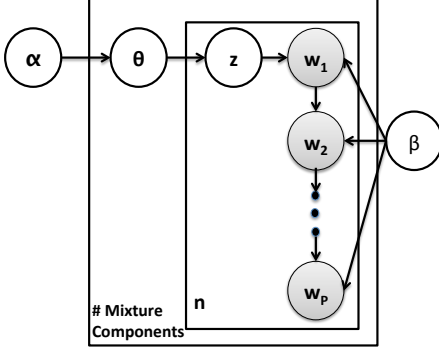 α
θ
z
w1
w2
β
wP
n
# Mixture
Components